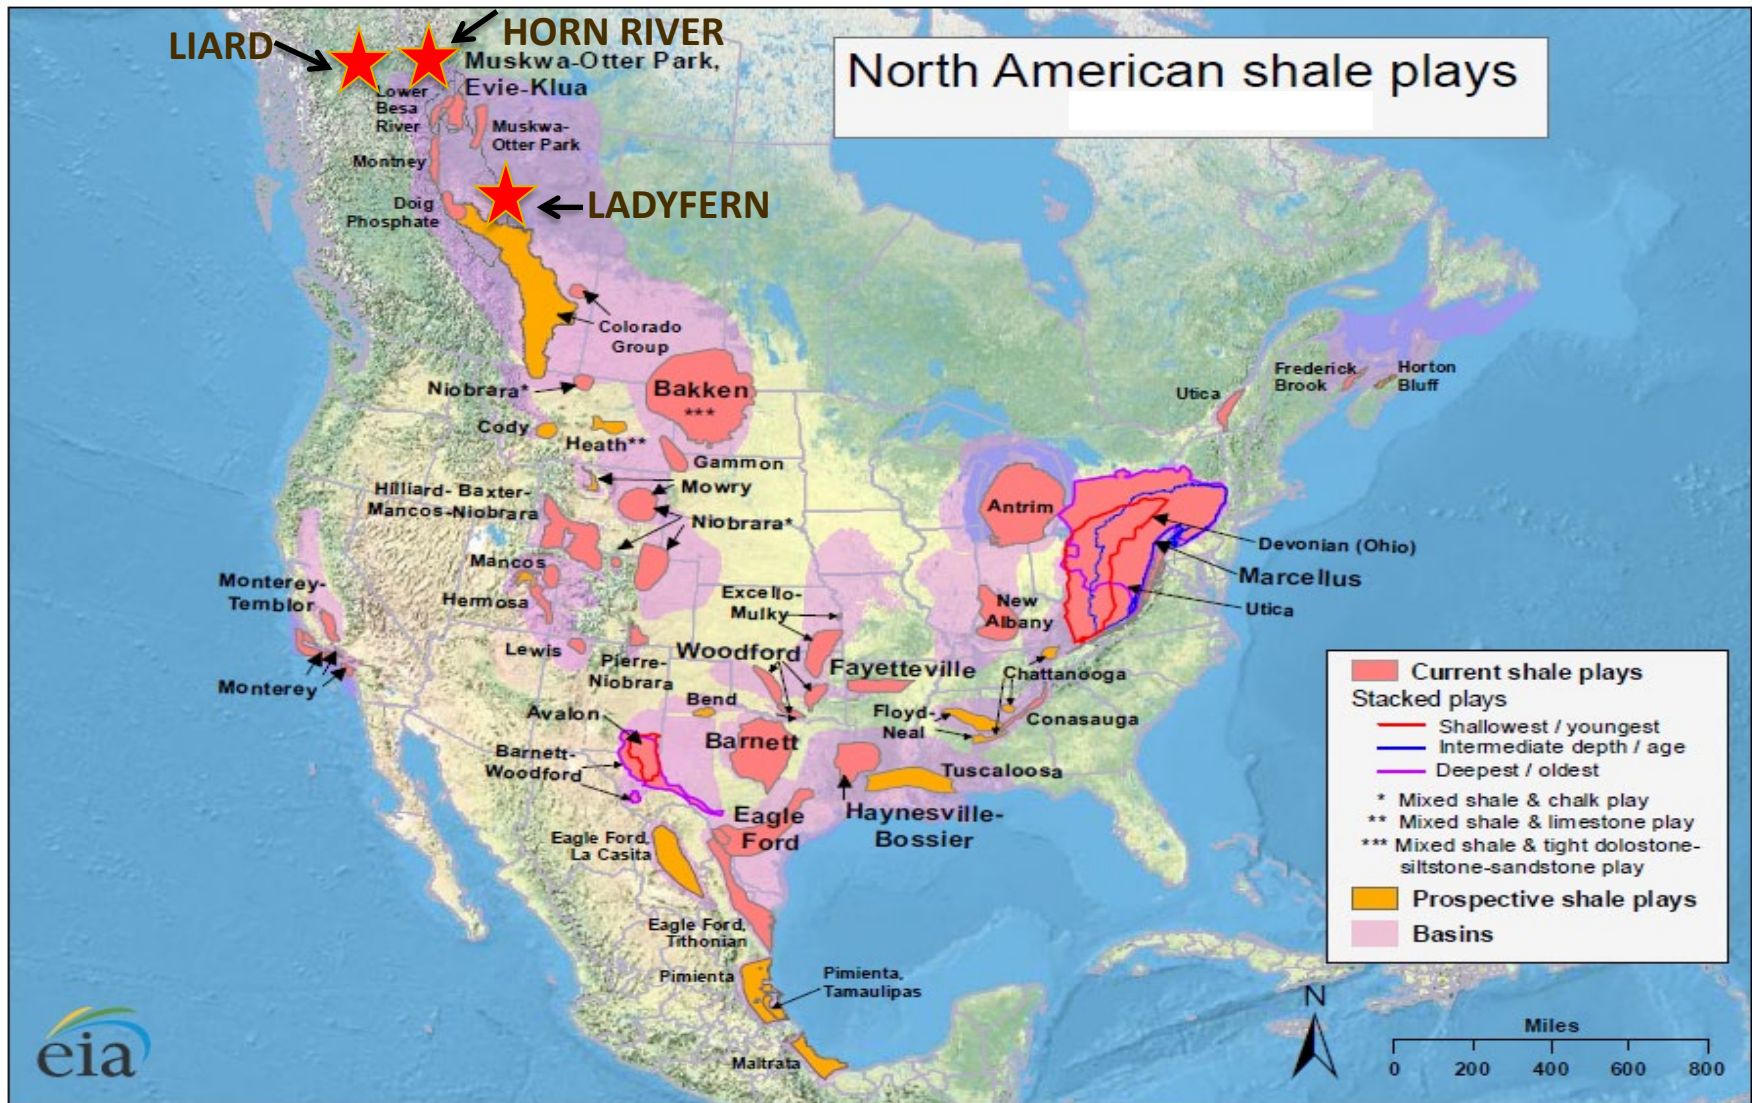 LIARD
HORN RIVER
Muskwa-Otter Park,
Evie-Klua
North American shale plays
Lower
Besa
River
Muskwa-
Otter Park
Montney
Doig
Phosphate
LADYFERN
Colorado
Group
Niobrara*
Bakken
***
Cody
Heath**
Gammon
Mowry
Hilliard- Baxter-
Mancos-Niobrara
Niobrara*
Mancos
Hermosa
Monterey-
Temblor
Monterey
Lewis
Pierre-
Niobrara
Excello-
Mulky
Woodford
Fayetteville
Bend
Avalon
Barnett-
Woodford
Barnett
Eagle
Ford
Haynesville-
Bossier
Tuscaloosa
Floyd-
Neal
Chattanooga
Conasauga
New
Albany
Antrim
Devonian (Ohio)
Marcellus
Utica
Utica
Frederick
Brook
Horton
Bluff
Eagle Ford,
La Casita
Eagle Ford,
Tithonian
Pimienta
Pimienta,
Tamaulipas
Maltrata
Current shale plays
Stacked plays
Shallowest / youngest
Intermediate depth / age
Deepest / oldest
* Mixed shale & chalk play
** Mixed shale & limestone play
*** Mixed shale & tight dolostone-
siltstone-sandstone play
Prospective shale plays
Basins
N
Miles
0 200 400 600 800
eia